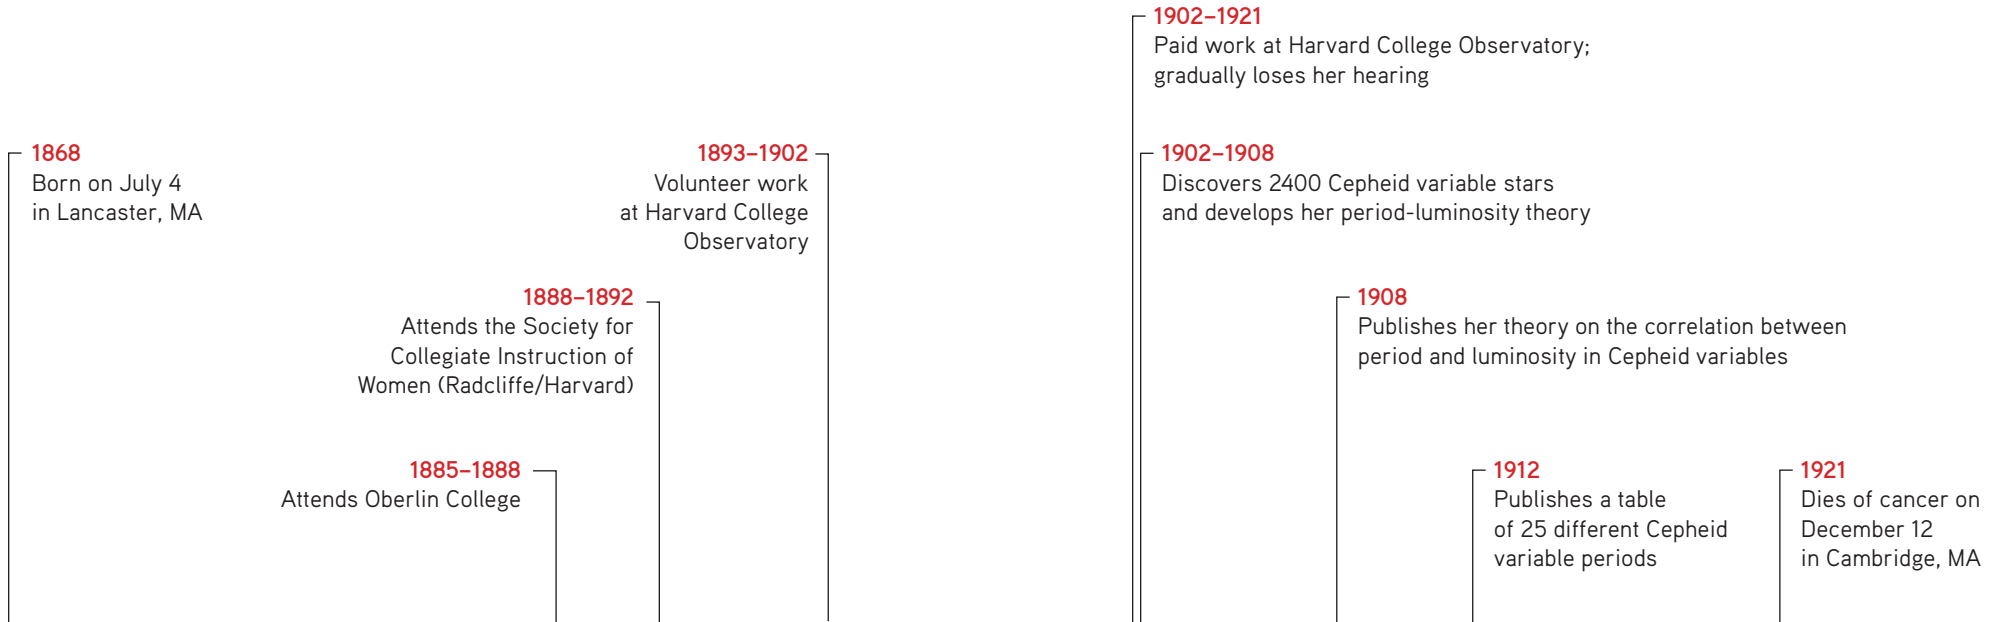 1868
Born on July 4
in Lancaster, MA
1885–1888
Attends Oberlin College
1888–1892
Attends the Society for
Collegiate Instruction of
Women (Radcliffe/Harvard)
1893–1902
Volunteer work
at Harvard College
Observatory
1902–1921
Paid work at Harvard College Observatory;
gradually loses her hearing
1902–1908
Discovers 2400 Cepheid variable stars
and develops her period-luminosity theory
1908
Publishes her theory on the correlation between
period and luminosity in Cepheid variables
1912
Publishes a table
of 25 different Cepheid
variable periods
1921
Dies of cancer on
December 12
in Cambridge, MA